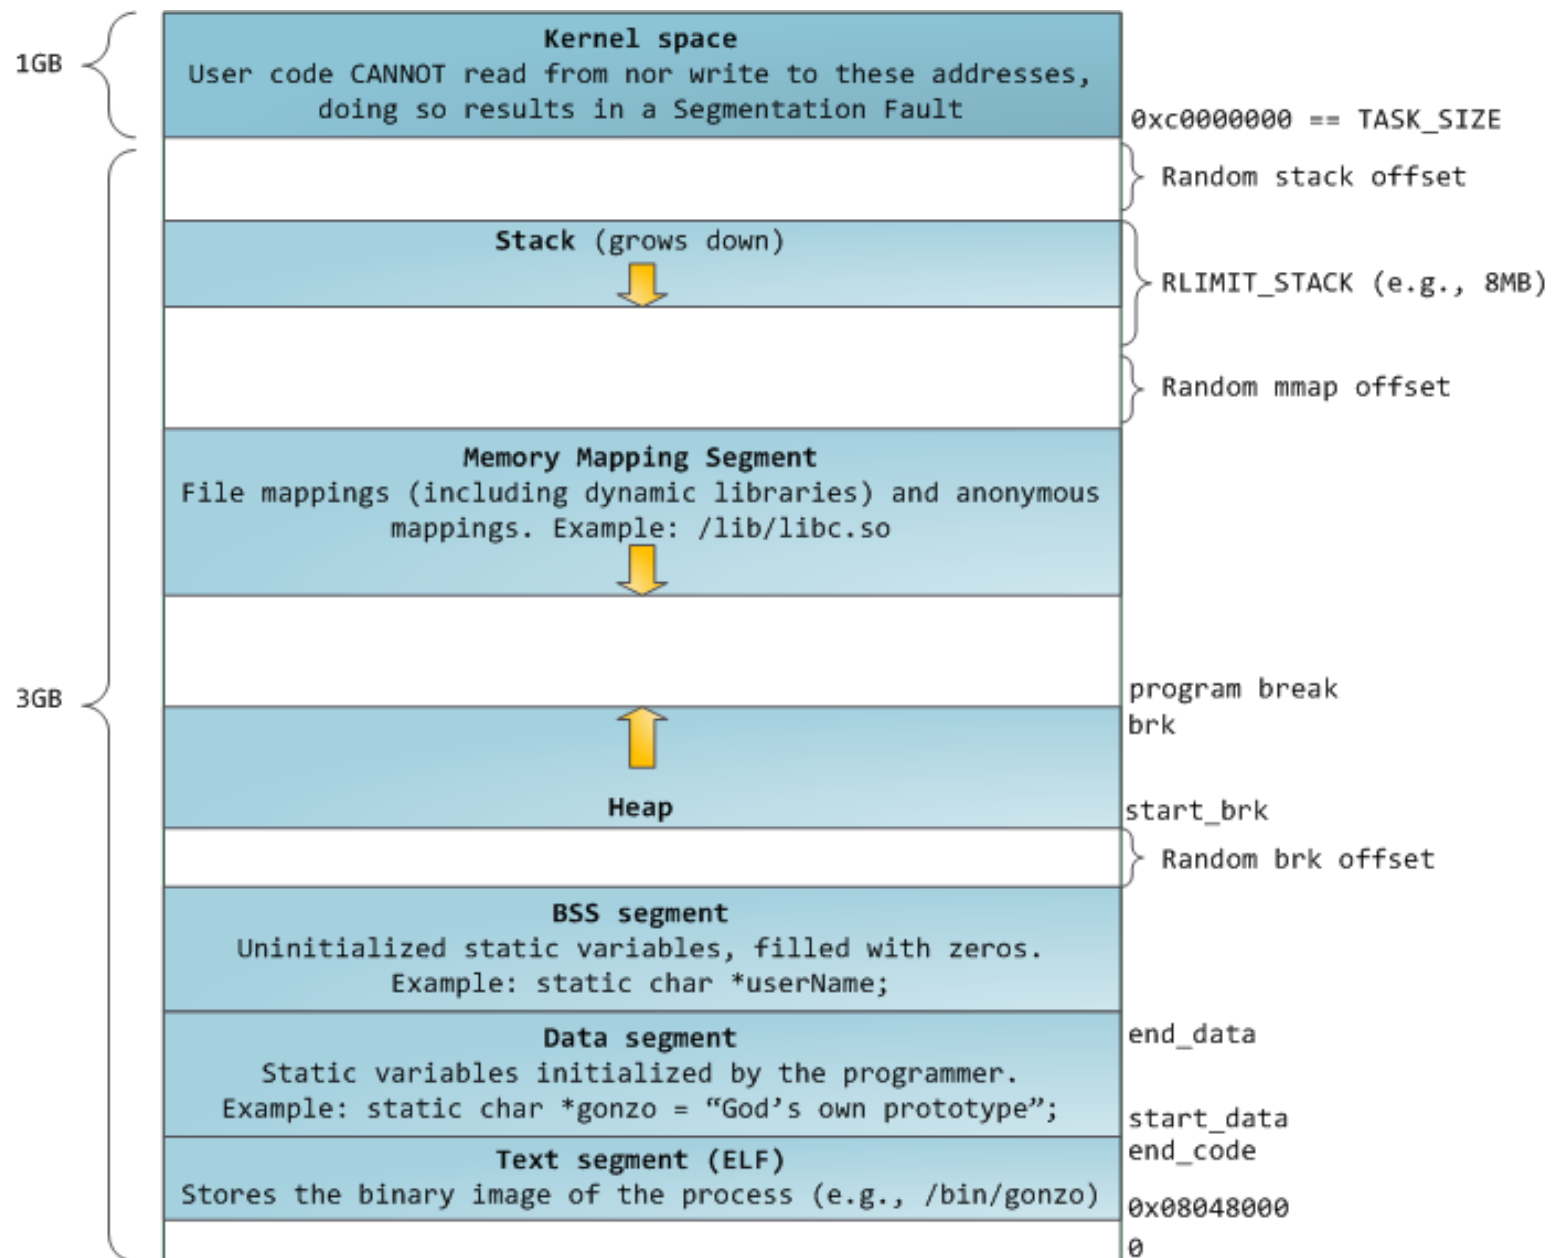 1GB
Kernel space
User code CANNOT read from nor write to these addresses,
doing so results in a Segmentation Fault
0xc0000000 == TASK_SIZE
Random stack offset
Stack (grows down)
RLIMIT_STACK (e.g., 8MB)
Random mmap offset
Memory Mapping Segment
File mappings (including dynamic libraries) and anonymous
mappings. Example: /lib/libc.so
3GB
program break
brk
Heap
start_brk
Random brk offset
BSS segment
Uninitialized static variables, filled with zeros.
Example: static char *userName;
Data segment
Static variables initialized by the programmer.
Example: static char *gonzo = “God’s own prototype”;
end_data
start_data
Text segment (ELF)
Stores the binary image of the process (e.g., /bin/gonzo)
end_code
0x08048000
0